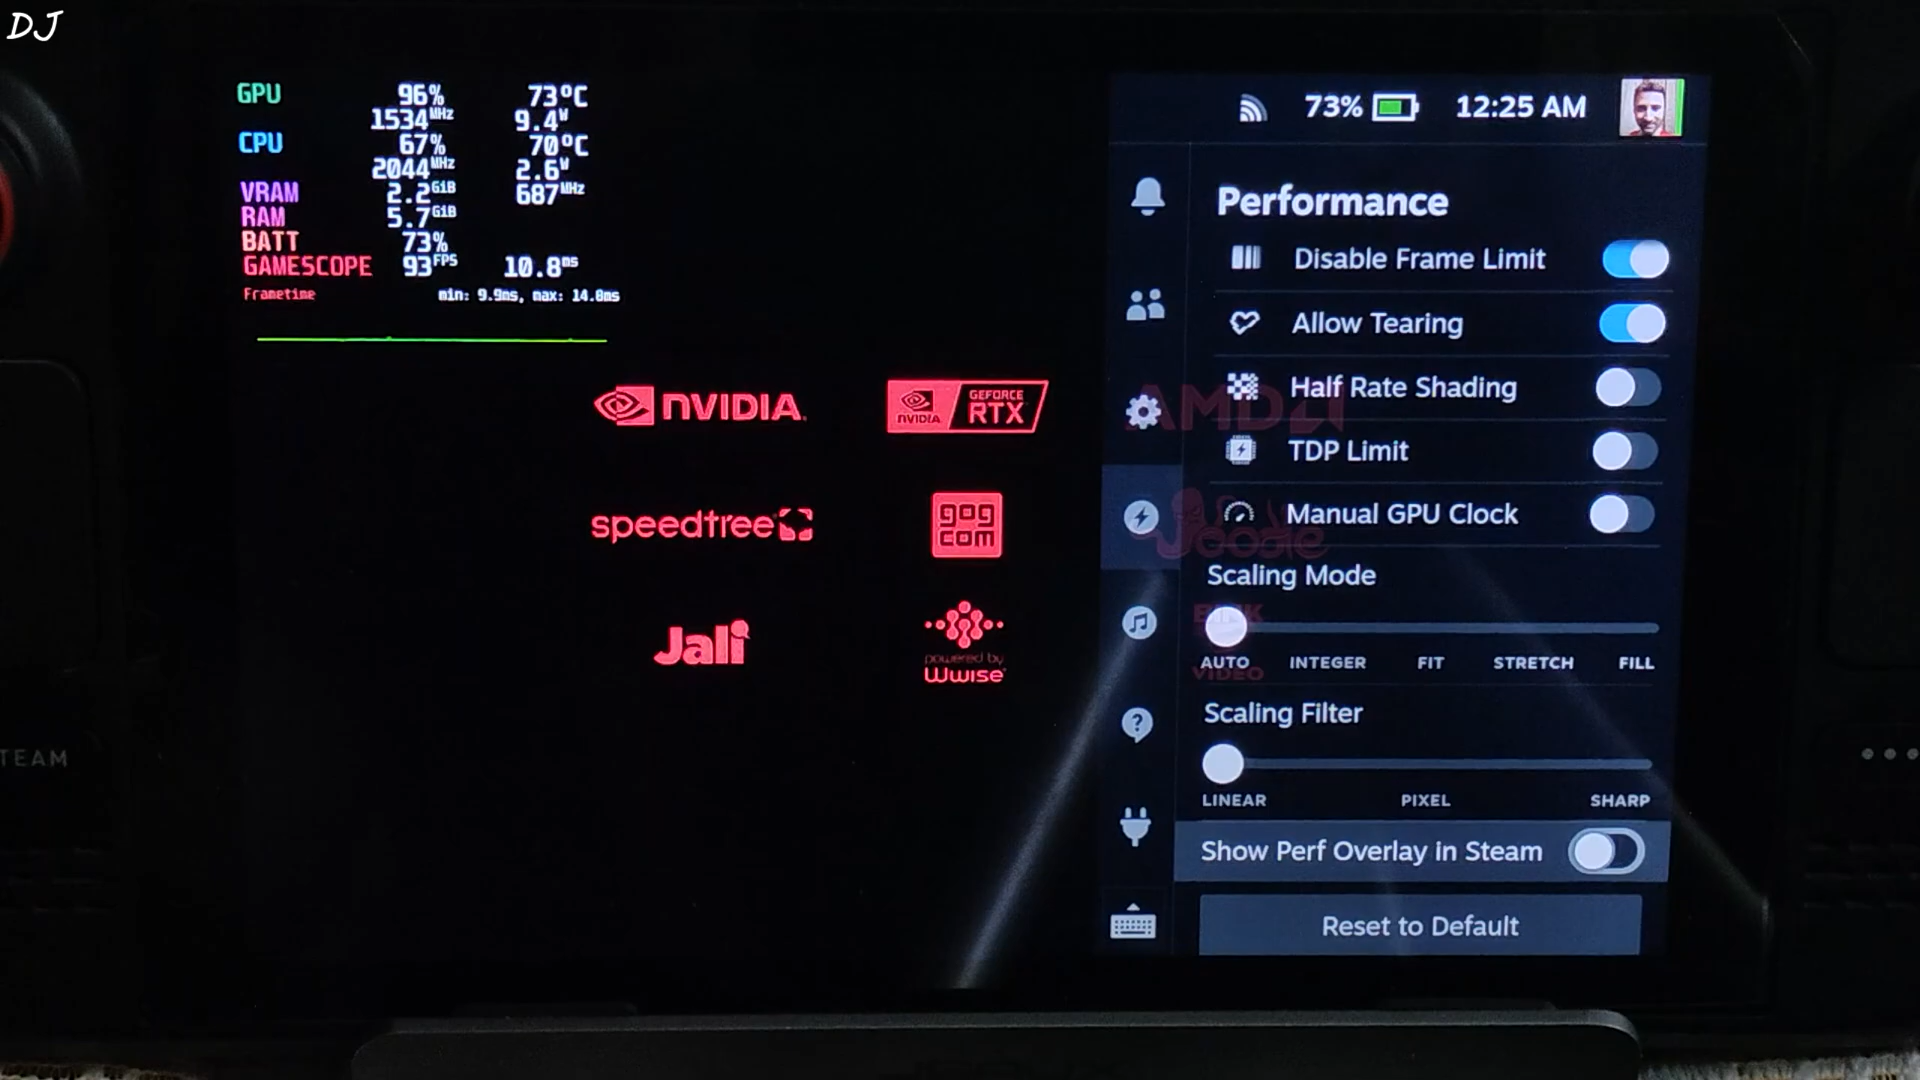 DJ
GPU 96% 73°C
1534MHz 9.4W
CPU 67% 70°C
2044MHz 2.6W
VRAM 2.2GiB 687MHz
RAM 5.7GiB
BATT 73%
GAMESCOPE 93FPS 10.8ms
Frametime min: 9.9ms, max: 14.8ms
NVIDIA.
NVIDIA GEFORCE RTX
speedtree
gog com
Jali
powered by Wwise
73% 12:25 AM
Performance
Disable Frame Limit
Allow Tearing
Half Rate Shading
AMD
TDP Limit
Manual GPU Clock
Scaling Mode
AUTO INTEGER FIT STRETCH FILL
VIDEO
Scaling Filter
LINEAR PIXEL SHARP
Show Perf Overlay in Steam
Reset to Default
TEAM